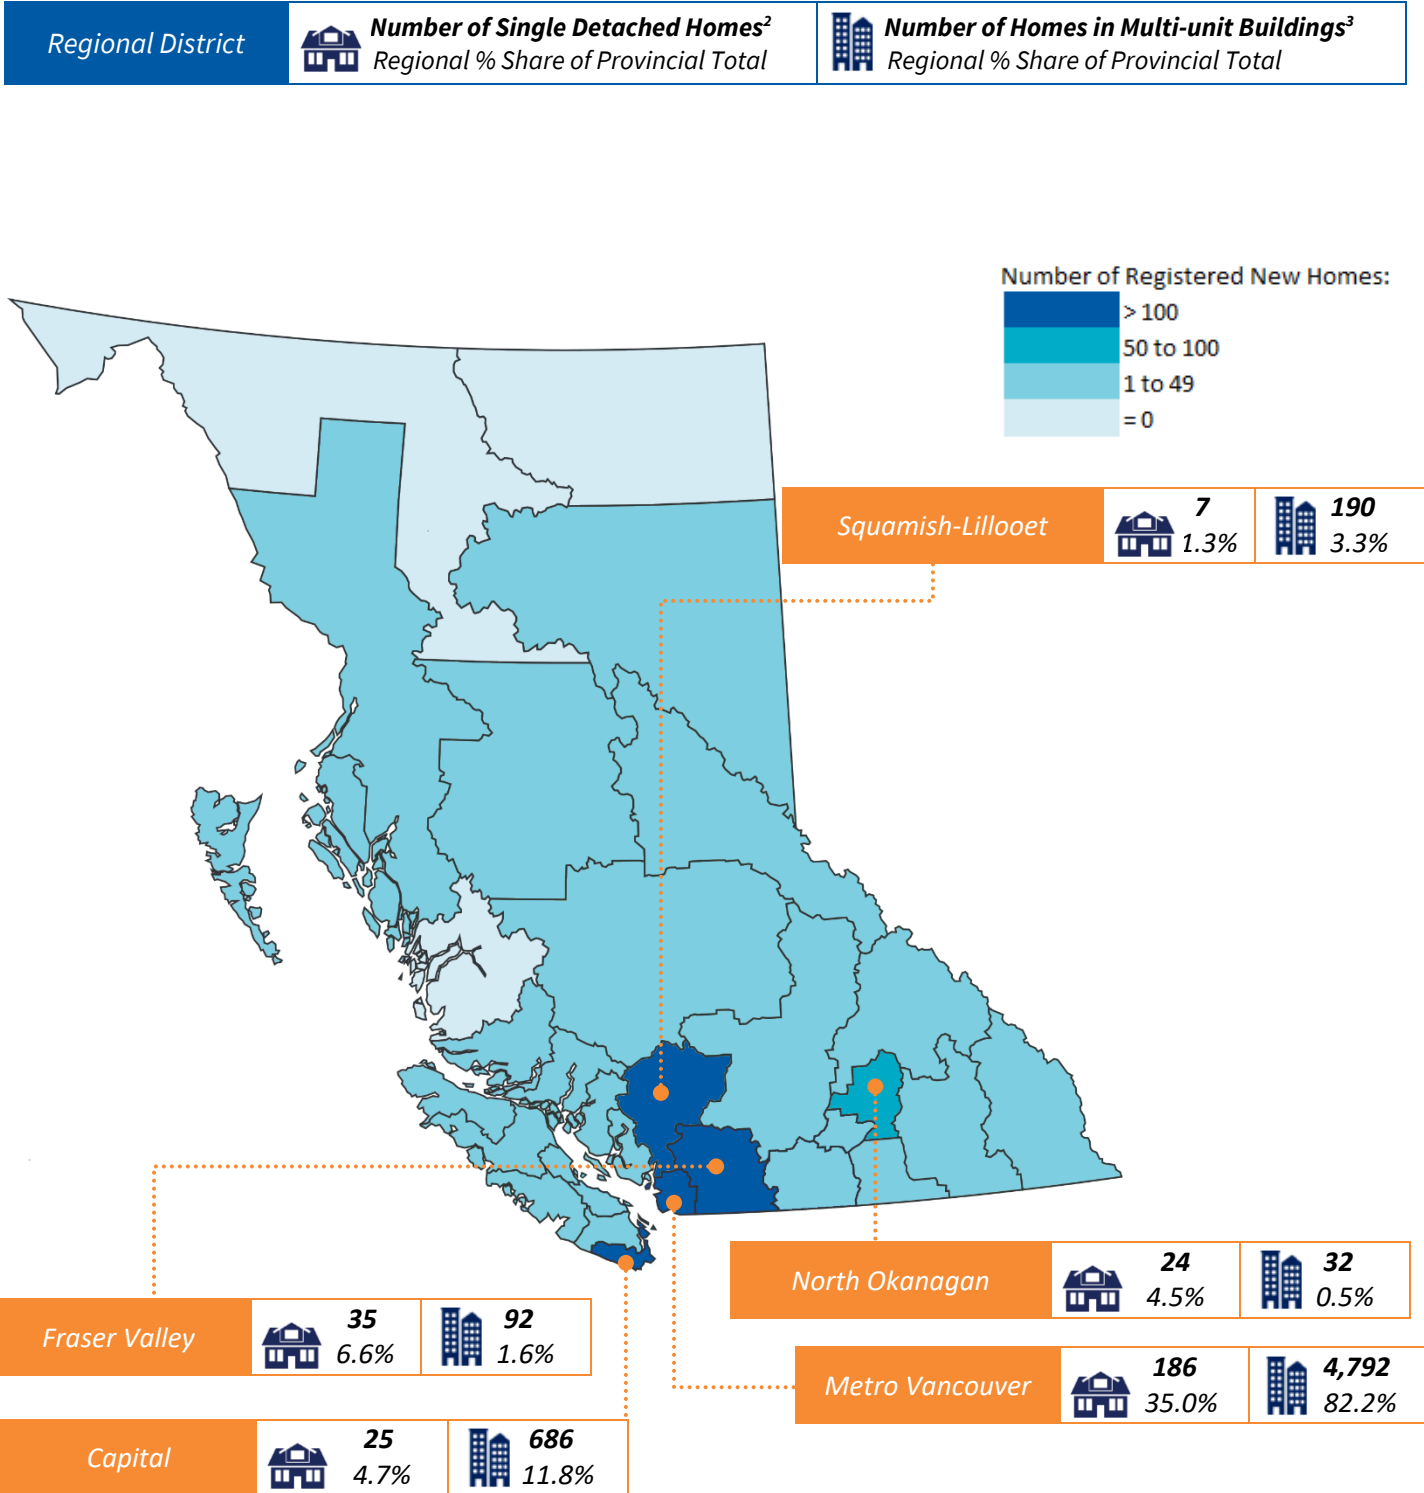 Regional District
Number of Single Detached Homes²
Regional % Share of Provincial Total
Number of Homes in Multi-unit Buildings³
Regional % Share of Provincial Total
Number of Registered New Homes:
> 100
50 to 100
1 to 49
= 0
Squamish-Lillooet
7
1.3%
190
3.3%
North Okanagan
24
4.5%
32
0.5%
Fraser Valley
35
6.6%
92
1.6%
Metro Vancouver
186
35.0%
4,792
82.2%
Capital
25
4.7%
686
11.8%